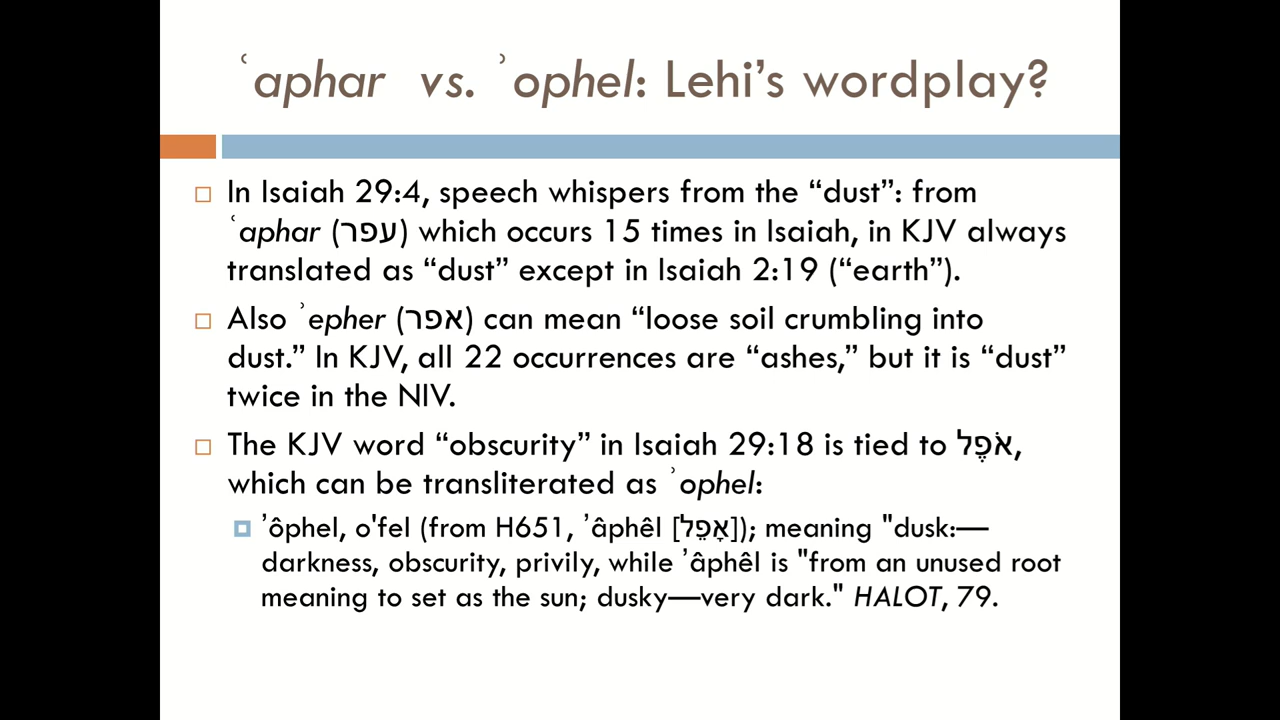 ʿaphar vs. ʾophel: Lehi’s wordplay?
In Isaiah 29:4, speech whispers from the “dust”: from
ʿaphar (עפר) which occurs 15 times in Isaiah, in KJV always
translated as “dust” except in Isaiah 2:19 (“earth”).
Also ʾepher (אפר) can mean “loose soil crumbling into
dust.” In KJV, all 22 occurrences are “ashes,” but it is “dust”
twice in the NIV.
The KJV word “obscurity” in Isaiah 29:18 is tied to אֹפֶל,
which can be transliterated as ʾophel:
ʾôphel, o'fel (from H651, ʾâphêl [אָפֵל]); meaning "dusk:—
darkness, obscurity, privily, while ʾâphêl is "from an unused root
meaning to set as the sun; dusky—very dark." HALOT, 79.